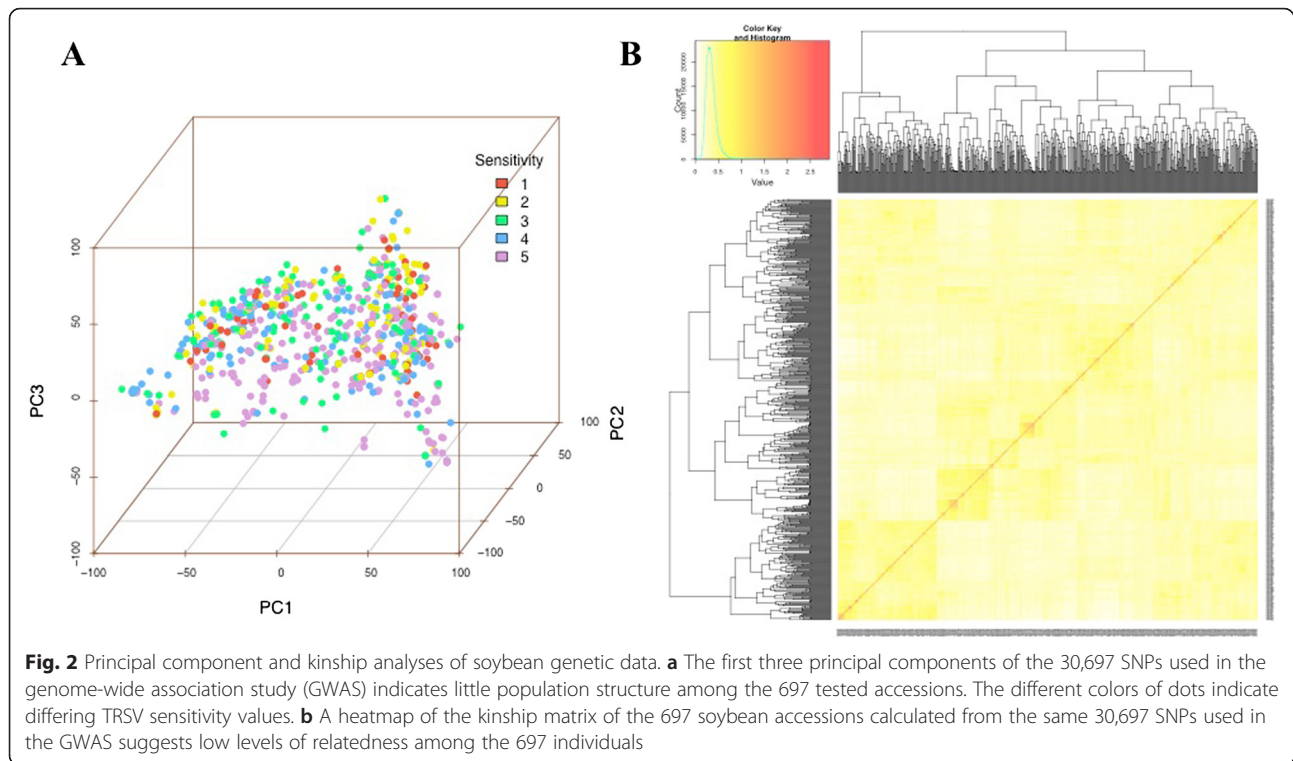 A
Sensitivity
1
2
3
4
5
PC3
100
50
0
−50
−100
−100
−50
0
50
100
PC1
100
50
0
−50
−100
PC2
B
Color Key
and Histogram
Count
0
5000
10000
15000
20000
0
0.5
1
1.5
2
2.5
Value
Fig. 2 Principal component and kinship analyses of soybean genetic data. a The first three principal components of the 30,697 SNPs used in the
genome-wide association study (GWAS) indicates little population structure among the 697 tested accessions. The different colors of dots indicate
differing TRSV sensitivity values. b A heatmap of the kinship matrix of the 697 soybean accessions calculated from the same 30,697 SNPs used in
the GWAS suggests low levels of relatedness among the 697 individuals